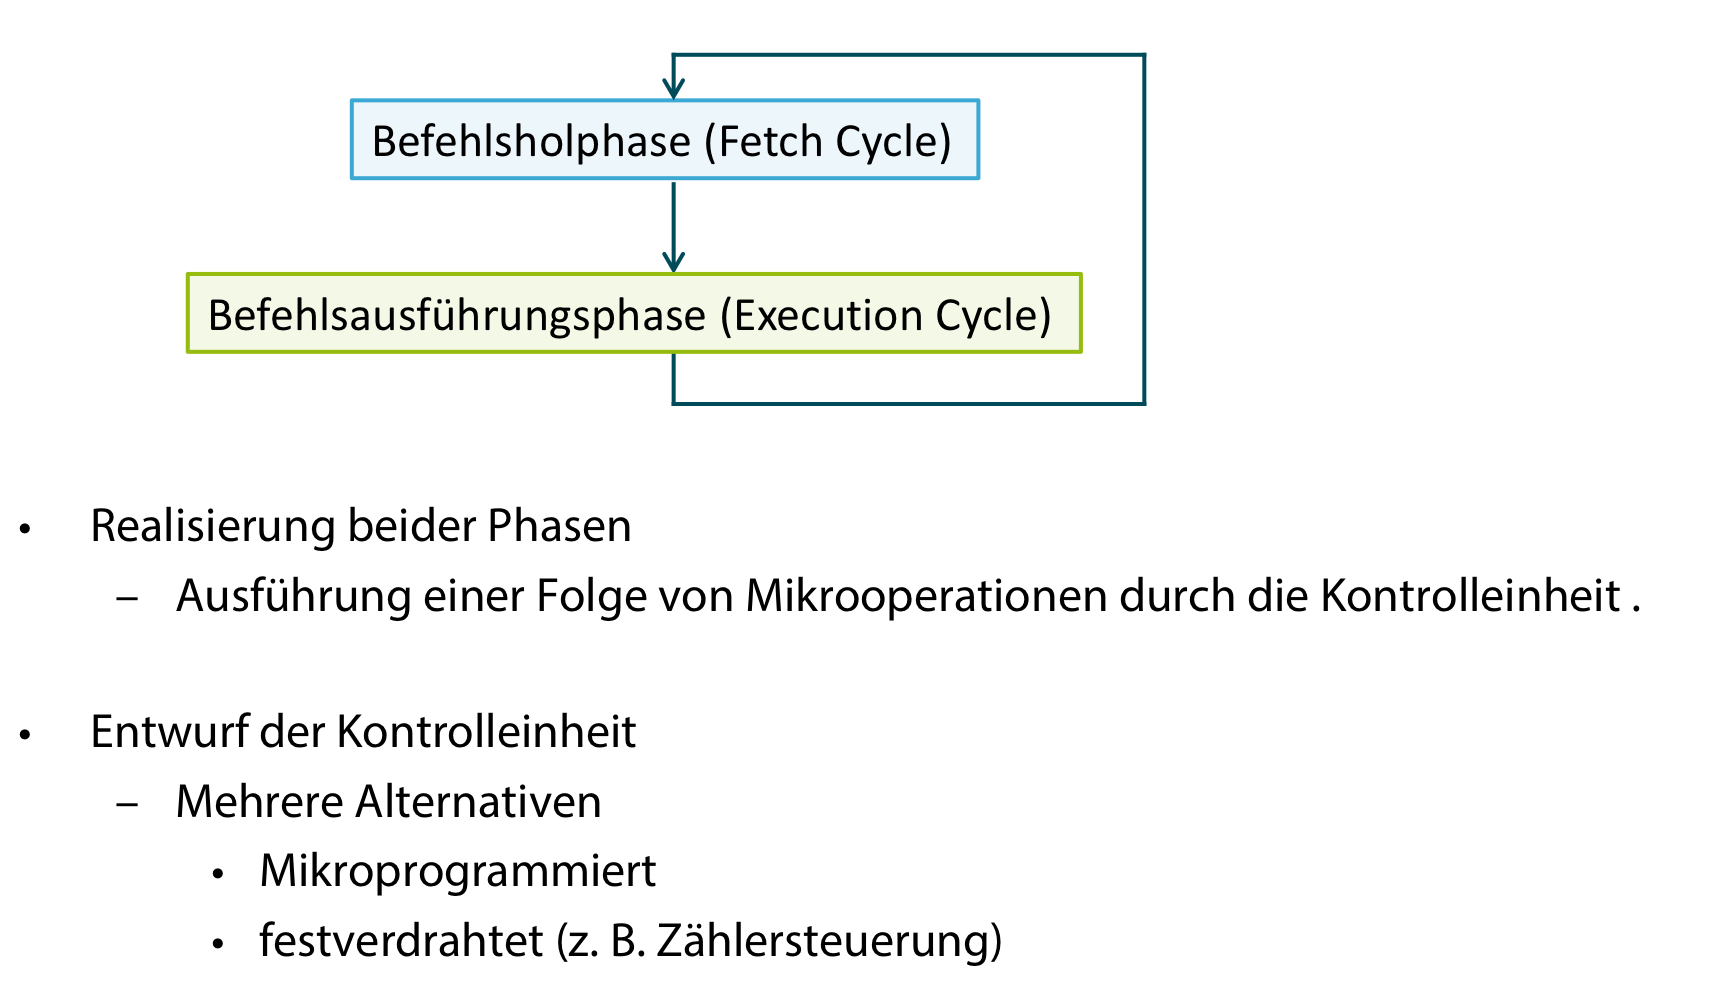 Befehlsholphase (Fetch Cycle)
Befehlsausführungsphase (Execution Cycle)
• Realisierung beider Phasen
– Ausführung einer Folge von Mikrooperationen durch die Kontrolleinheit .
• Entwurf der Kontrolleinheit
– Mehrere Alternativen
• Mikroprogrammiert
• festverdrahtet (z. B. Zählersteuerung)